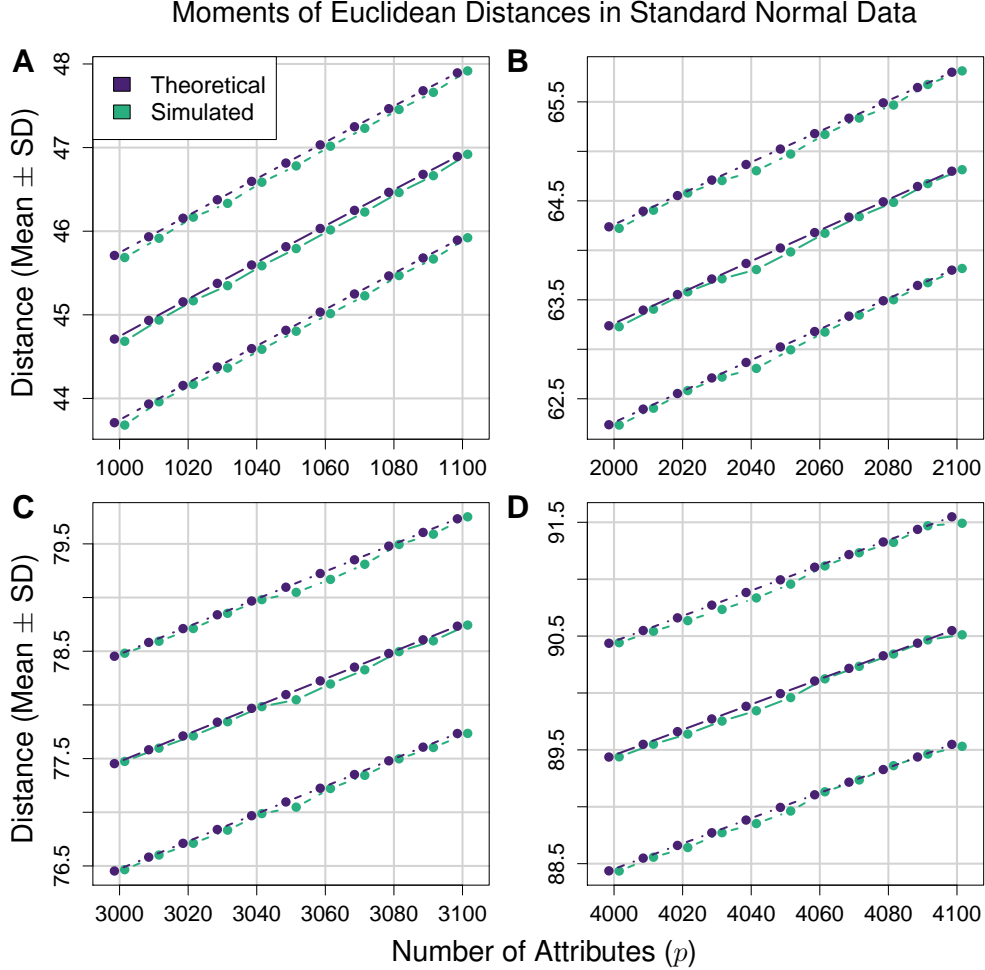 Moments of Euclidean Distances in Standard Normal Data
A
B
Theoretical
Simulated
Distance (Mean ± SD)
48
47
46
45
44
1000 1020 1040 1060 1080 1100
65.5
64.5
63.5
62.5
2000 2020 2040 2060 2080 2100
C
D
Distance (Mean ± SD)
79.5
78.5
77.5
76.5
3000 3020 3040 3060 3080 3100
91.5
90.5
89.5
88.5
4000 4020 4040 4060 4080 4100
Number of Attributes (p)